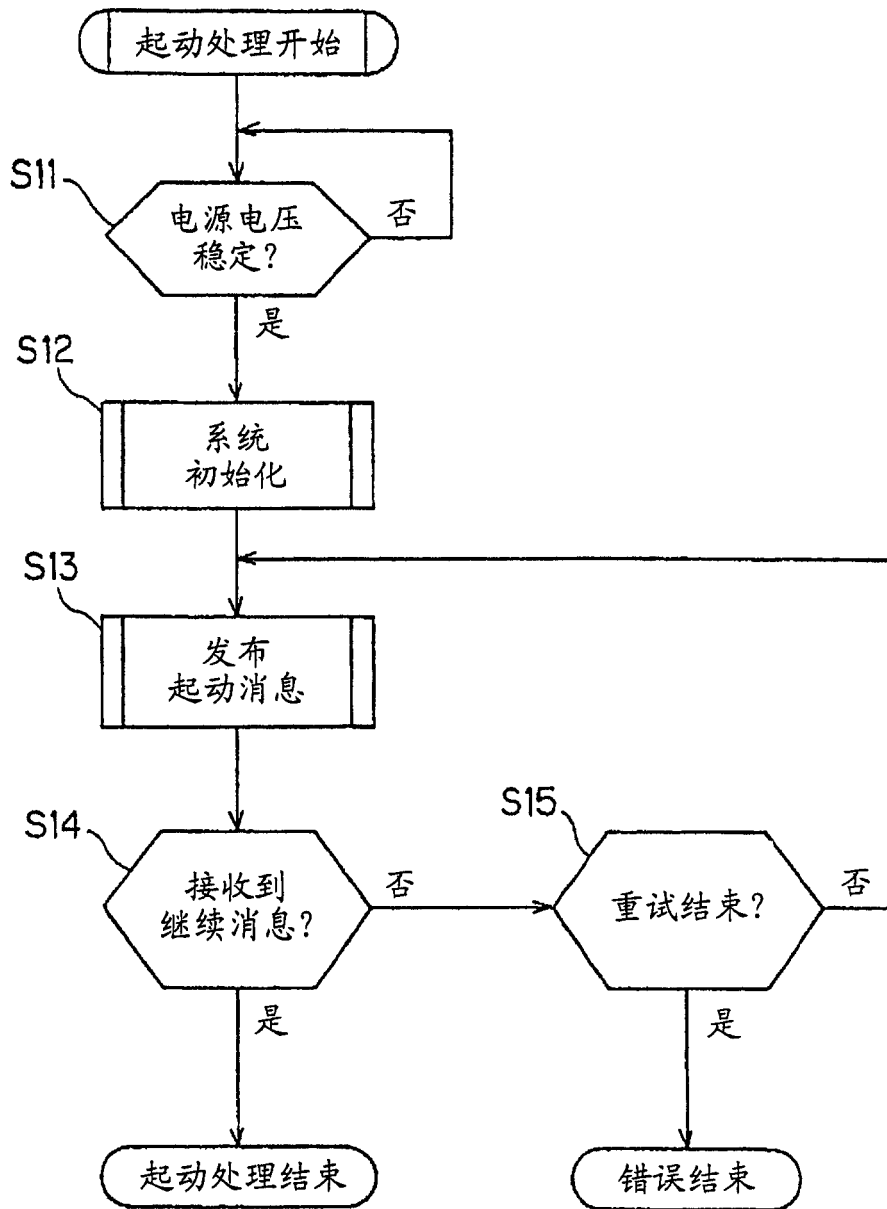 起动处理开始
S11
电源电压
稳定?
否
是
S12
系统
初始化
S13
发布
起动消息
S14
接收到
继续消息?
否
是
S15
重试结束?
否
是
起动处理结束
错误结束